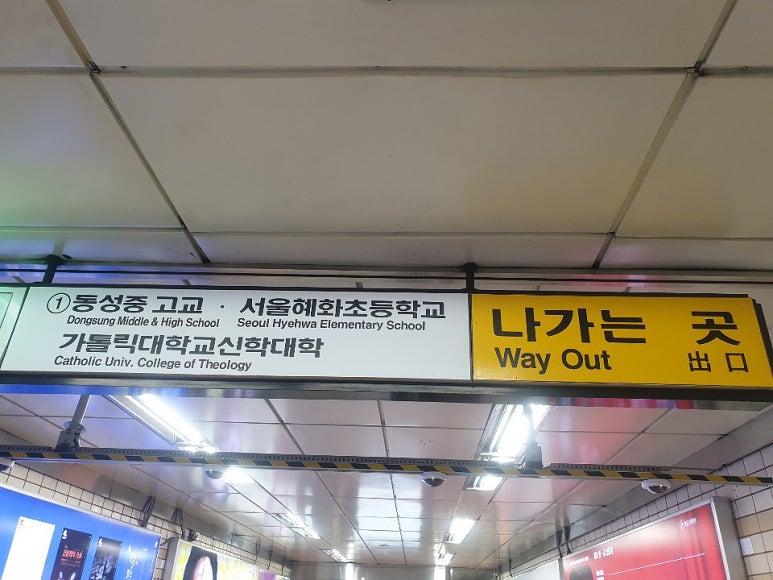 ①동성중 고교 · 서울혜화초등학교
Dongsung Middle & High School Seoul Hyehwa Elementary School
가톨릭대학교신학대학
Catholic Univ. College of Theology
나가는 곳
Way Out 出口